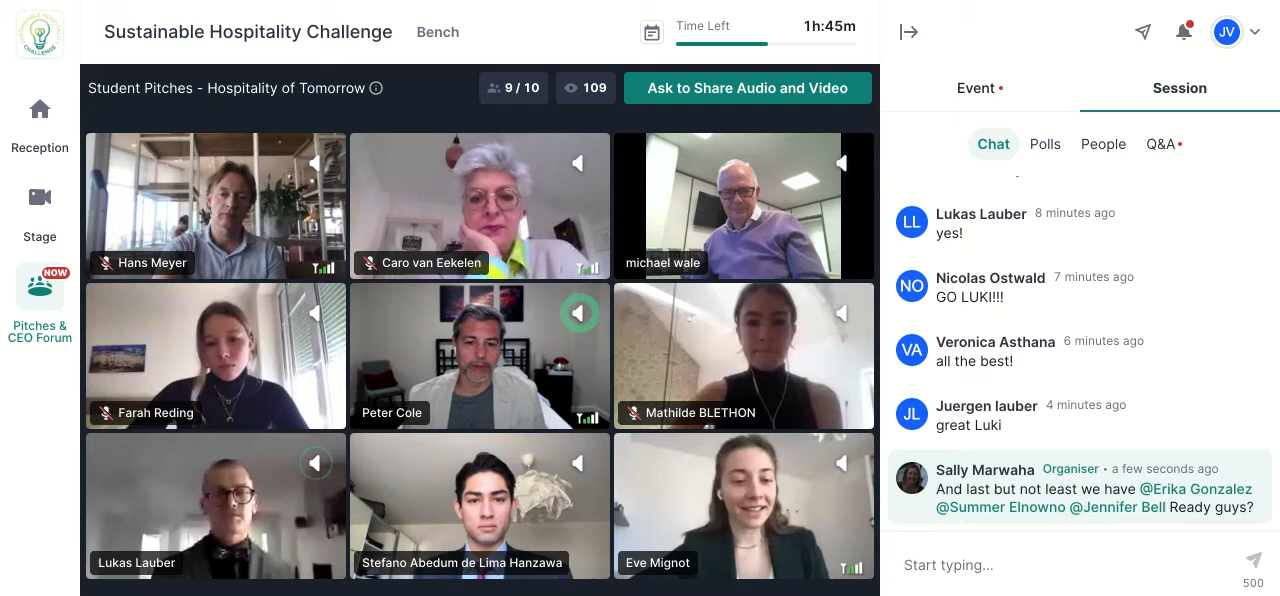 SUSTAINABLE HOSPITALITY
CHALLENGE
Sustainable Hospitality Challenge
Bench
Time Left
1h:45m
JV
Reception
Stage
NOW
Pitches &
CEO Forum
Student Pitches - Hospitality of Tomorrow
9 / 10
109
Ask to Share Audio and Video
Hans Meyer
Caro van Eekelen
michael wale
Farah Reding
Peter Cole
Mathilde BLETHON
Lukas Lauber
Stefano Abedum de Lima Hanzawa
Eve Mignot
Event
Session
Chat
Polls
People
Q&A
LL
Lukas Lauber 8 minutes ago
yes!
NO
Nicolas Ostwald 7 minutes ago
GO LUKI!!!
VA
Veronica Asthana 6 minutes ago
all the best!
JL
Juergen lauber 4 minutes ago
great Luki
Sally Marwaha Organiser • a few seconds ago
And last but not least we have @Erika Gonzalez
@Summer Elnowno @Jennifer Bell Ready guys?
Start typing...
500